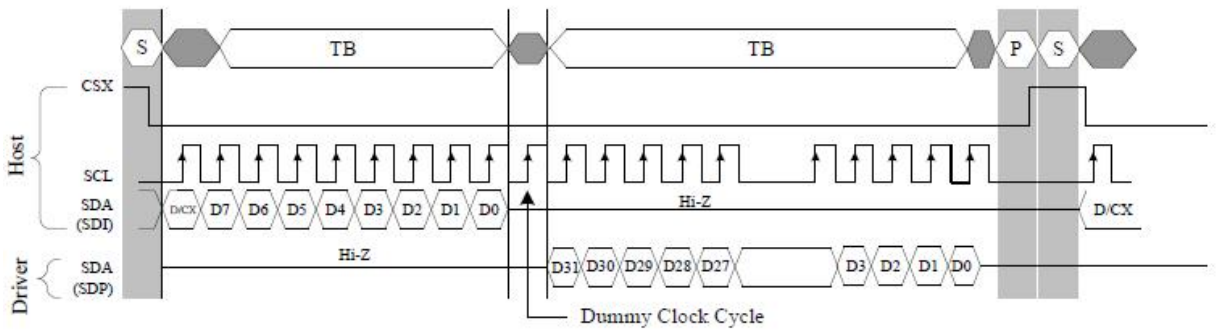 S TB TB P S
CSX
Host
SCL
SDA D/CX D7 D6 D5 D4 D3 D2 D1 D0 Hi-Z D/CX
(SDI)
Hi-Z
Driver
SDA D31 D30 D29 D28 D27 D3 D2 D1 D0
(SDP)
Dummy Clock Cycle